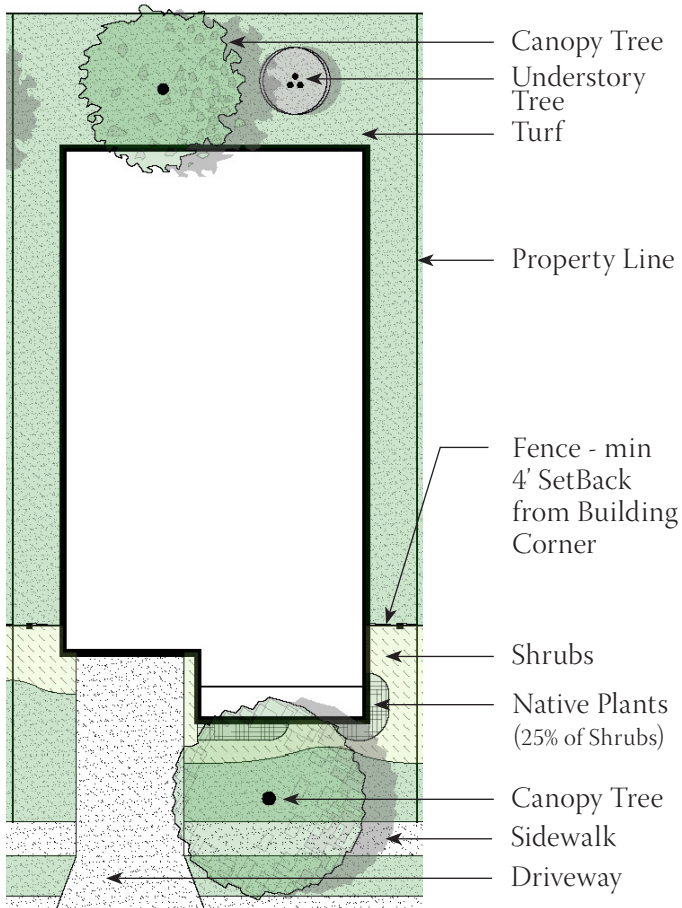 Canopy Tree
Understory
Tree
Turf
Property Line
Fence - min
4' SetBack
from Building
Corner
Shrubs
Native Plants
(25% of Shrubs)
Canopy Tree
Sidewalk
Driveway